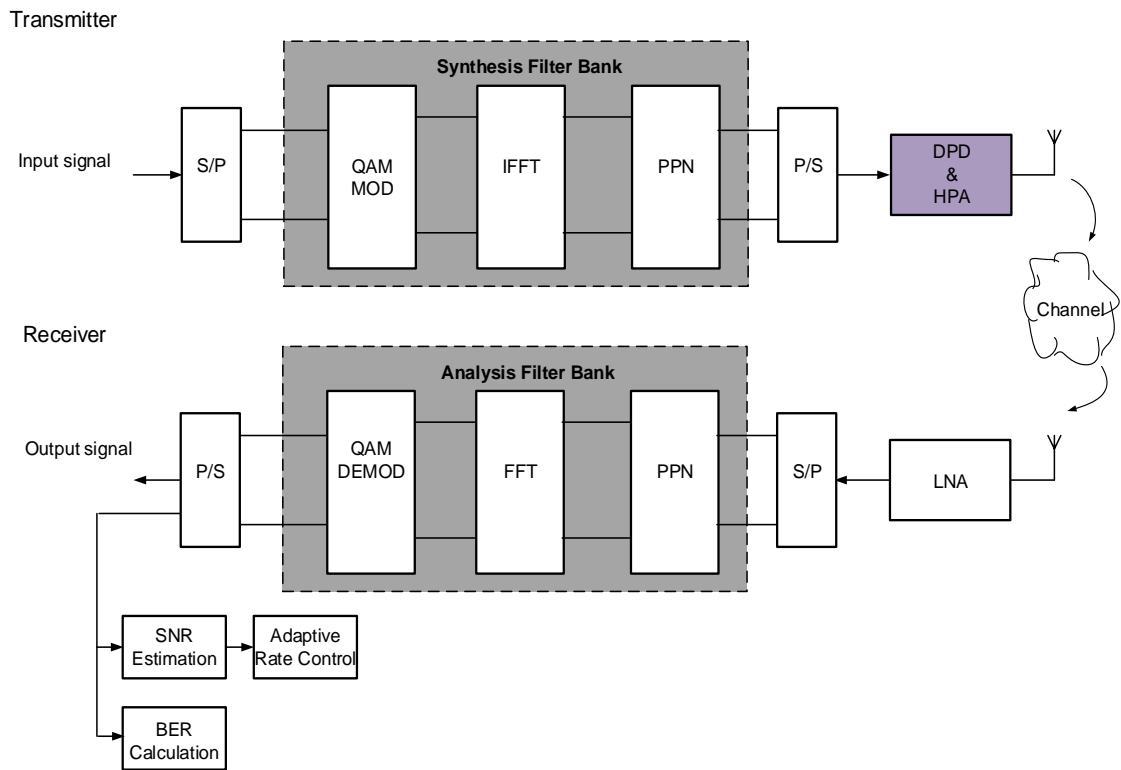 Transmitter
Synthesis Filter Bank
Input signal
S/P
QAM
MOD
IFFT
PPN
P/S
DPD
&
HPA
Channel
Receiver
Analysis Filter Bank
Output signal
P/S
QAM
DEMOD
FFT
PPN
S/P
LNA
SNR
Estimation
Adaptive
Rate Control
BER
Calculation